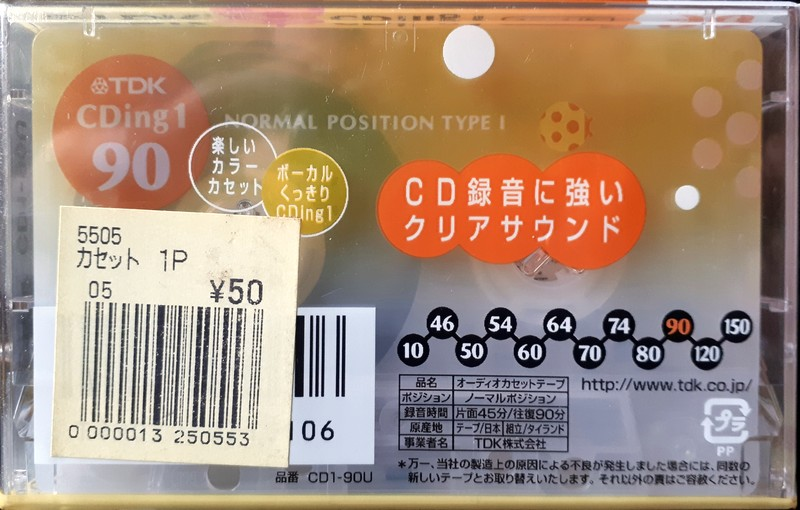 TDK
CDing1
90
NORMAL POSITION TYPE I
楽しい
カラー
カセット
ボーカル
くっきり
CDing1
CD録音に強い
クリアサウンド
5505
カセット 1P
05 ¥50
0 000013 250553
106
10 46 50 54 60 64 70 74 80 90 120 150
品名 オーディオカセットテープ
ポジション ノーマルポジション
録音時間 片面45分/往復90分
原産地 テープ/日本 組立/タイランド
事業者名 TDK株式会社
http://www.tdk.co.jp/
プラ
PP
*万一、当社の製造上の原因による不良が発生しました場合には、同数の
新しいテープとお取り替えいたします。それ以外の責はご容赦ください。
品番 CD1-90U